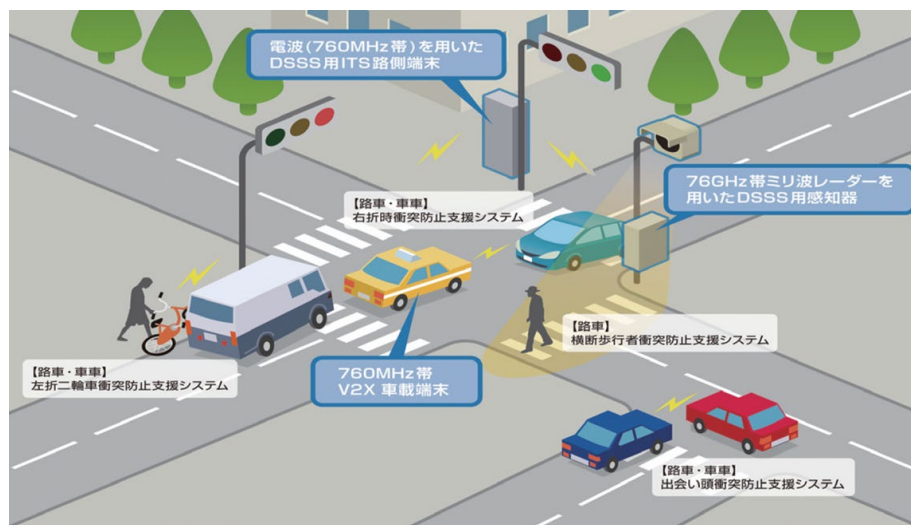 電波(760MHz帯)を用いた
DSSS用ITS路側端末
76GHz帯ミリ波レーダーを
用いたDSSS用感知器
【路車・車車】
右折時衝突防止支援システム
【路車】
横断歩行者衝突防止支援システム
【路車・車車】
左折二輪車衝突防止支援システム
760MHz帯
V2X 車載端末
【路車・車車】
出会い頭衝突防止支援システム